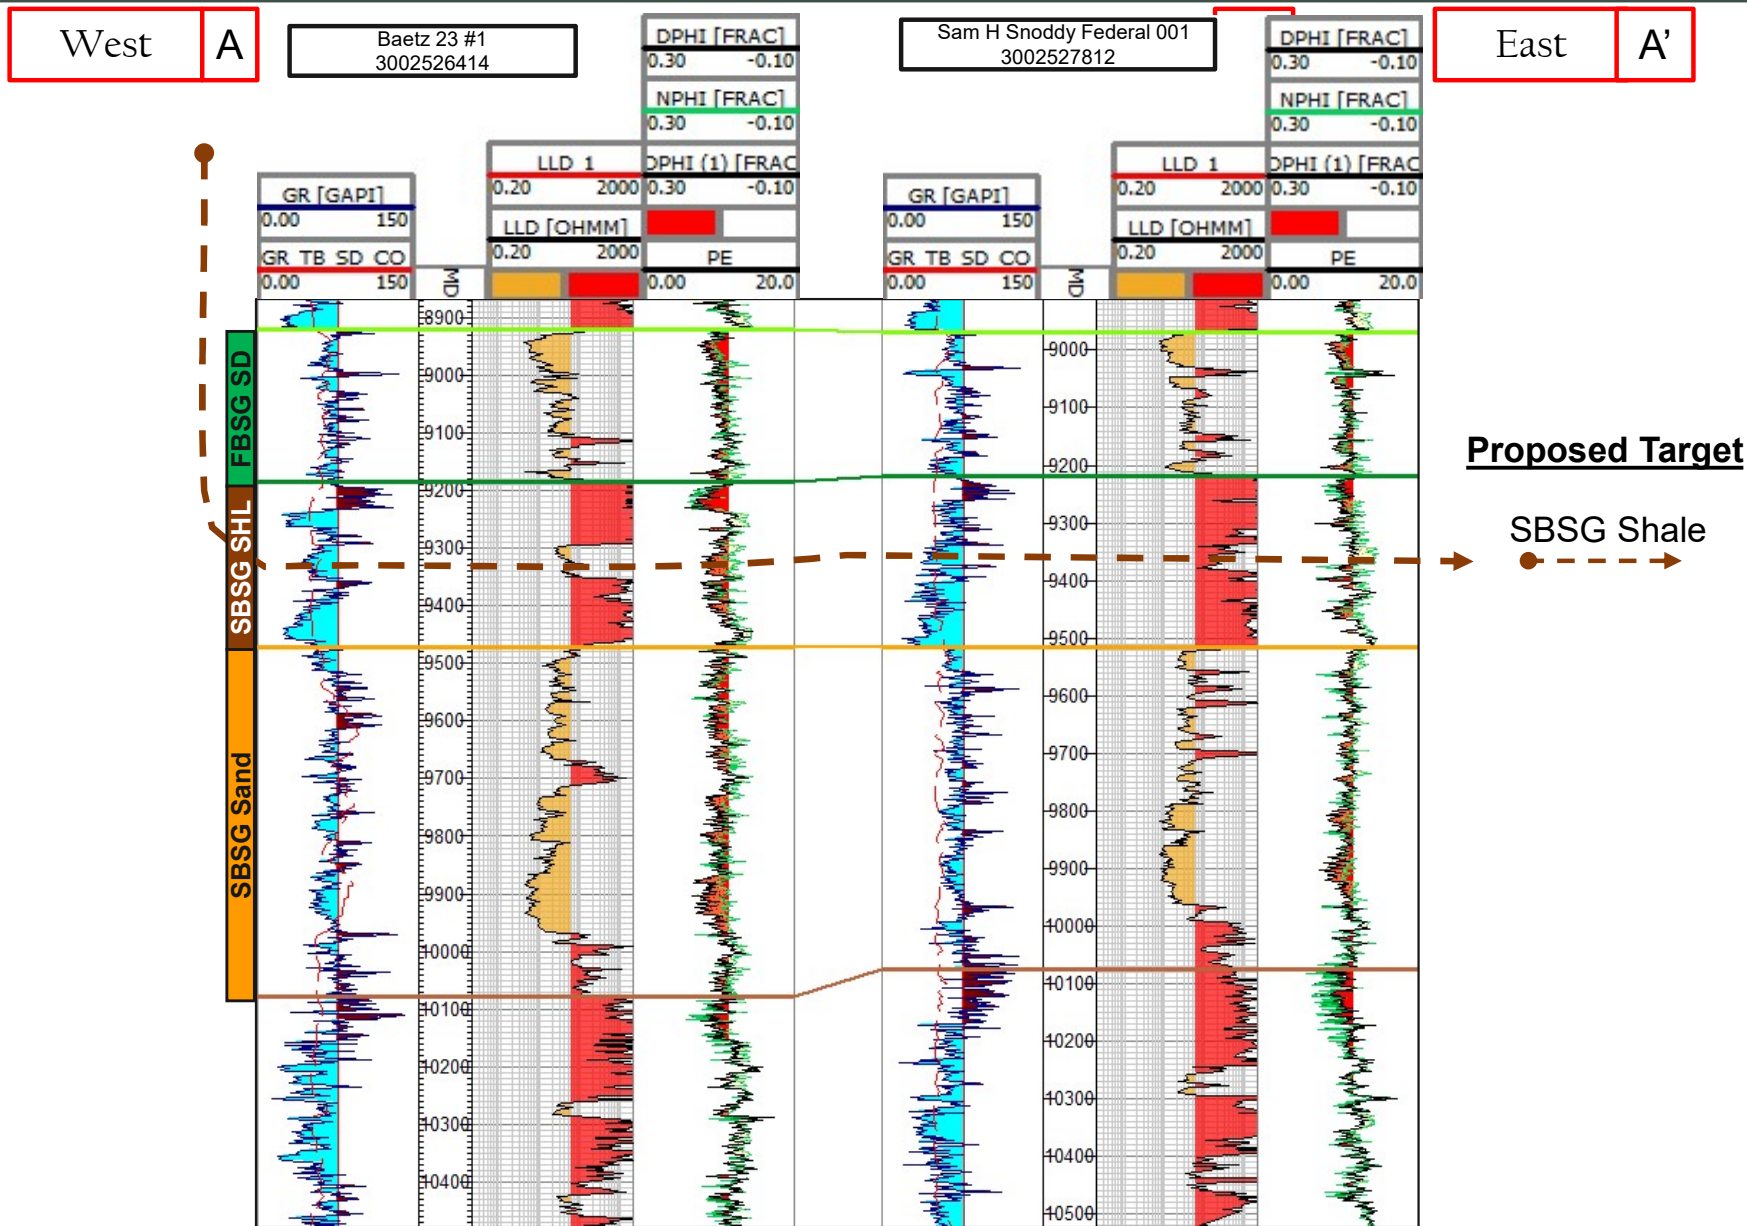 West
A
Baetz 23 #1
3002526414
Sam H Snoddy Federal 001
3002527812
East
A’
DPHI [FRAC]
0.30 -0.10
NPHI [FRAC]
0.30 -0.10
DPHI (1) [FRAC
0.30 -0.10
PE
0.00 20.0
LLD 1
0.20 2000
LLD [OHMM]
0.20 2000
GR [GAPI]
0.00 150
GR TB SD CO
0.00 150
MD
DPHI [FRAC]
0.30 -0.10
NPHI [FRAC]
0.30 -0.10
DPHI (1) [FRAC
0.30 -0.10
PE
0.00 20.0
LLD 1
0.20 2000
LLD [OHMM]
0.20 2000
GR [GAPI]
0.00 150
GR TB SD CO
0.00 150
MD
FBSG SD
SBSG SHL
SBSG Sand
8900
9000
9100
9200
9300
9400
9500
9600
9700
9800
9900
10000
10100
10200
10300
10400
9000
9100
9200
9300
9400
9500
9600
9700
9800
9900
10000
10100
10200
10300
10400
10500
Proposed Target
SBSG Shale